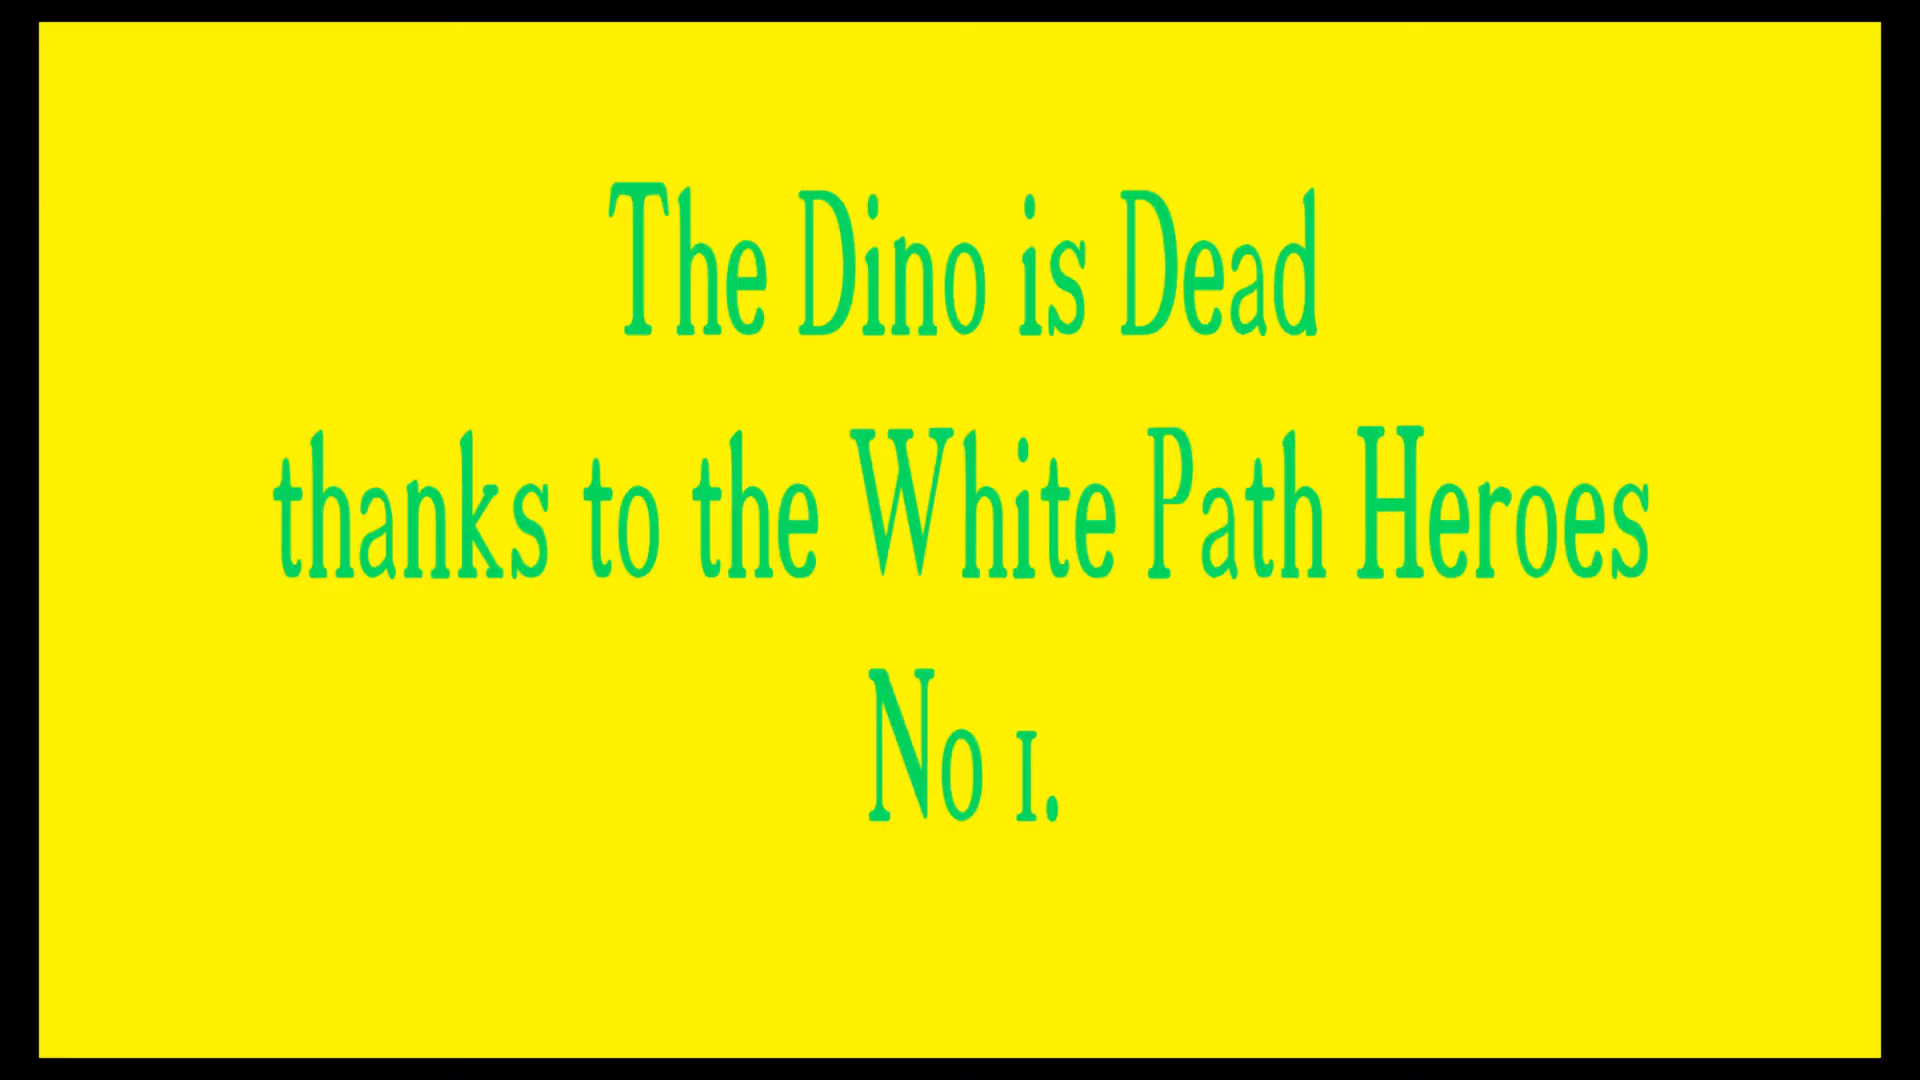 The Dino is Dead
thanks to the White Path Heroes
No 1.